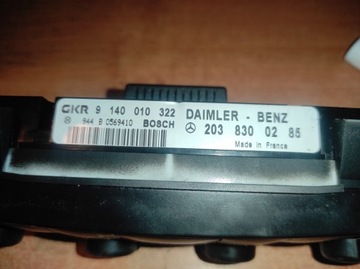 GKR 9 140 010 322 DAIMLER - BENZ
944 B 0569410 BOSCH 203 830 02 85
Made in France